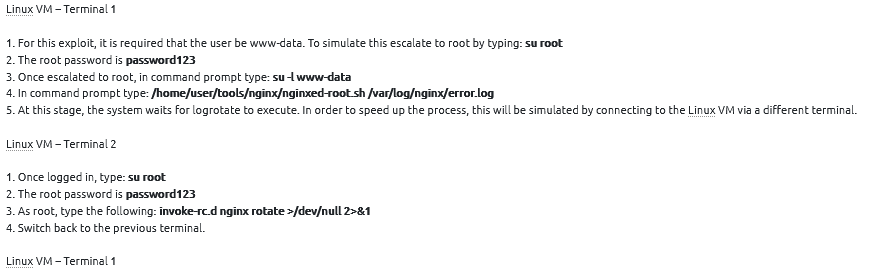 Linux VM – Terminal 1
1. For this exploit, it is required that the user be www-data. To simulate this escalate to root by typing: su root
2. The root password is password123
3. Once escalated to root, in command prompt type: su -l www-data
4. In command prompt type: /home/user/tools/nginx/nginxed-root.sh /var/log/nginx/error.log
5. At this stage, the system waits for logrotate to execute. In order to speed up the process, this will be simulated by connecting to the Linux VM via a different terminal.
Linux VM – Terminal 2
1. Once logged in, type: su root
2. The root password is password123
3. As root, type the following: invoke-rc.d nginx rotate >/dev/null 2>&1
4. Switch back to the previous terminal.
Linux VM – Terminal 1